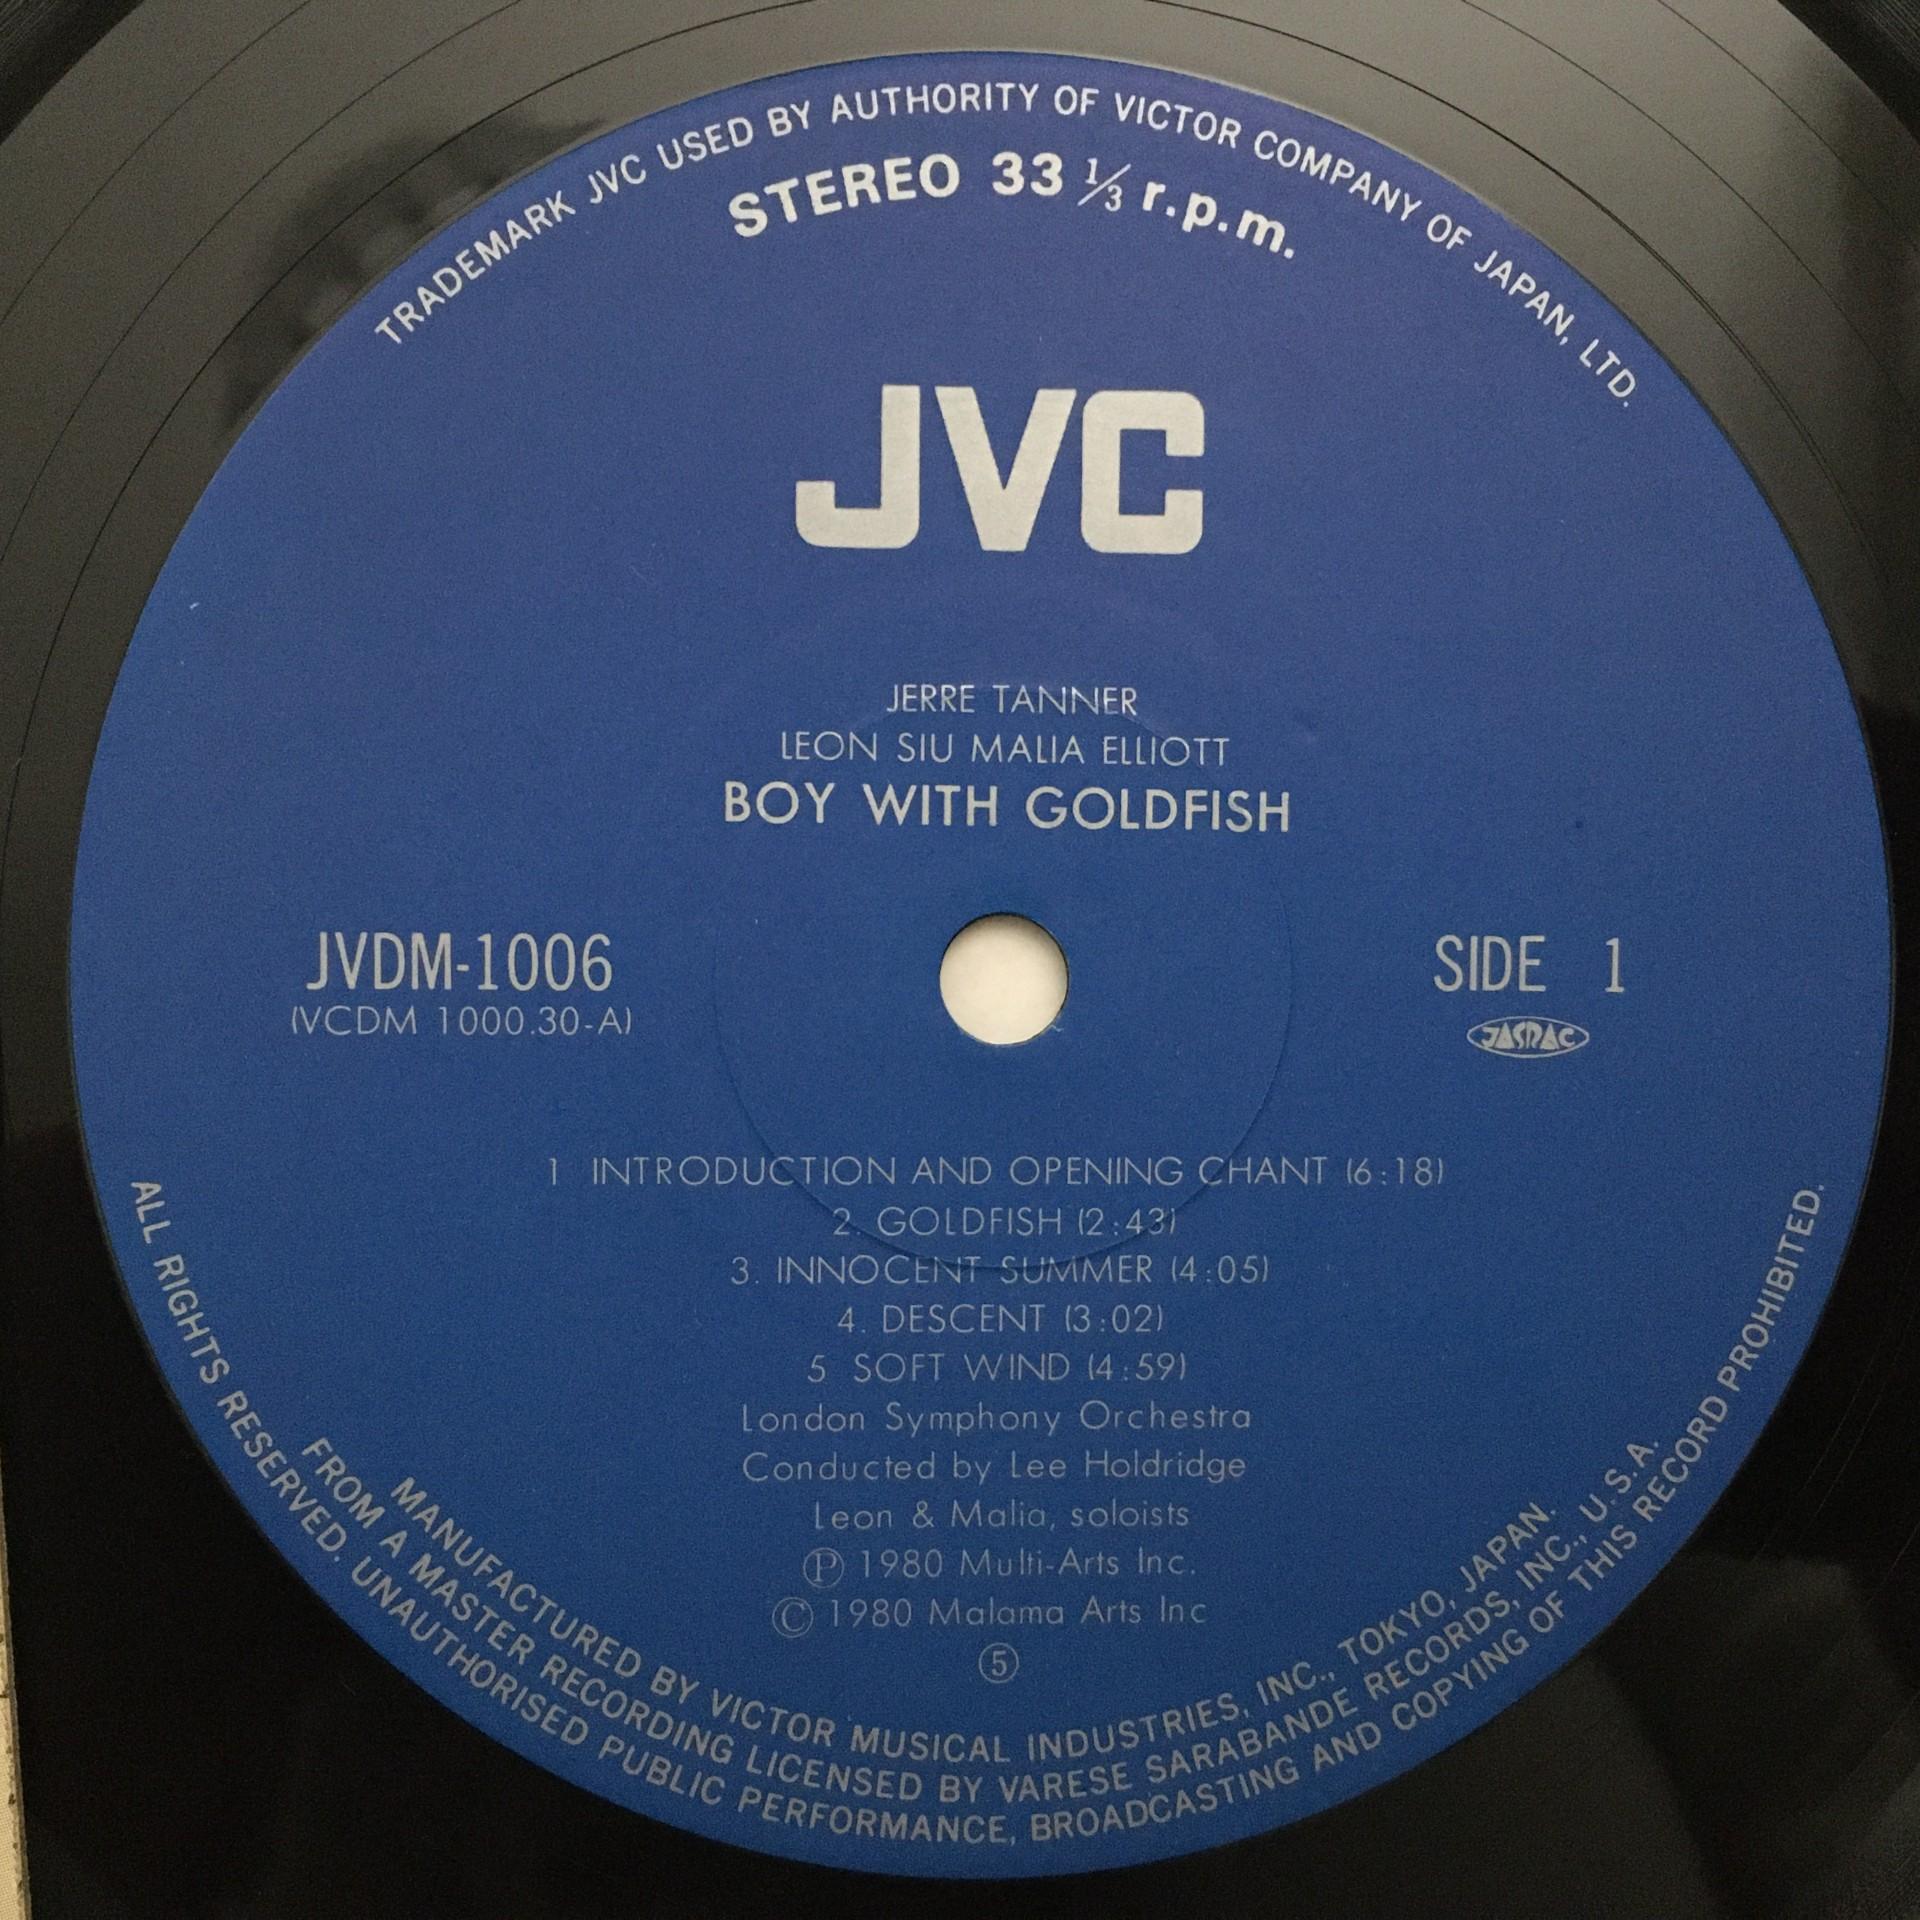 TRADEMARK JVC USED BY AUTHORITY OF VICTOR COMPANY OF JAPAN, LTD.
STEREO 33 1/3 r.p.m.
JVC
JERRE TANNER
LEON SIU MALIA ELLIOTT
BOY WITH GOLDFISH
JVDM-1006
(VCDM 1000.30-A)
SIDE 1
JASRAC
1 INTRODUCTION AND OPENING CHANT (6:18)
2. GOLDFISH (2:43)
3. INNOCENT SUMMER (4:05)
4. DESCENT (3:02)
5 SOFT WIND (4:59)
London Symphony Orchestra
Conducted by Lee Holdridge
Leon & Malia, soloists
Ⓟ 1980 Multi-Arts Inc.
© 1980 Malama Arts Inc
⑤
MANUFACTURED BY VICTOR MUSICAL INDUSTRIES, INC., TOKYO, JAPAN.
FROM A MASTER RECORDING LICENSED BY VARESE SARABANDE RECORDS, INC., U.S.A.
ALL RIGHTS RESERVED. UNAUTHORISED PUBLIC PERFORMANCE, BROADCASTING AND COPYING OF THIS RECORD PROHIBITED.